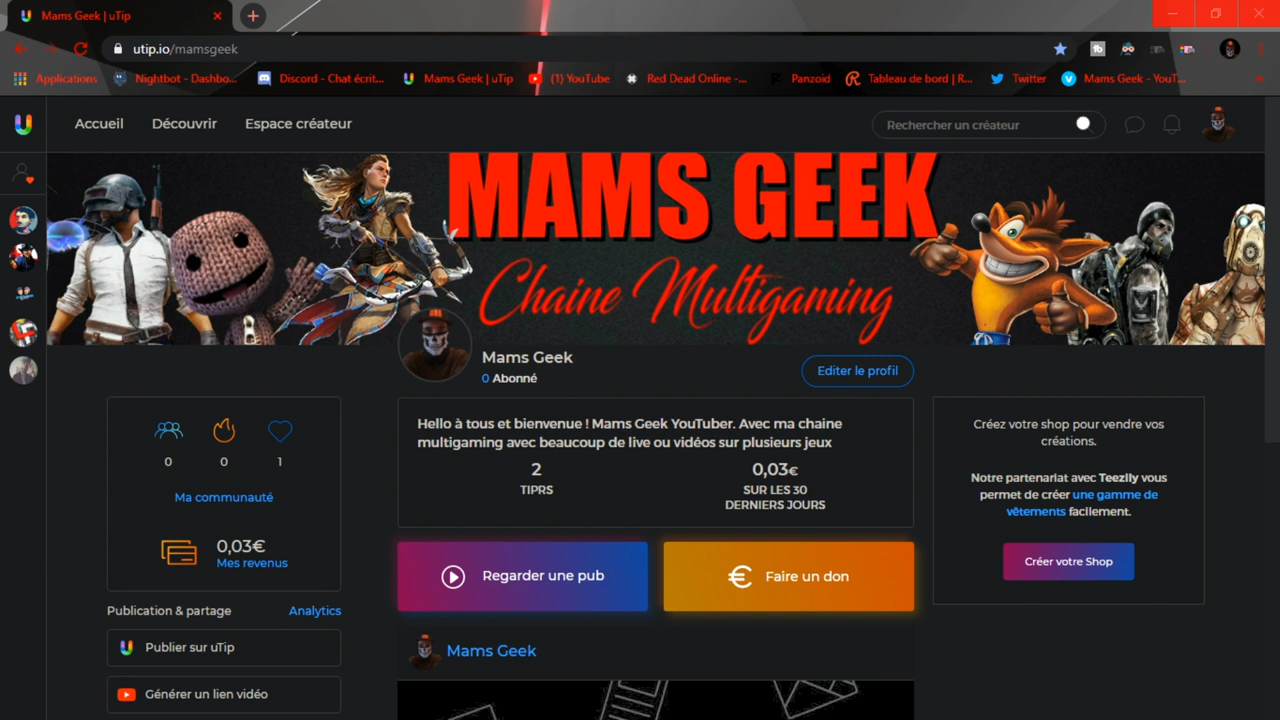 Mams Geek | uTip
utip.io/mamsgeek
Applications
Nightbot - Dashbo...
Discord - Chat écrit...
Mams Geek | uTip
(1) YouTube
Red Dead Online -...
Panzoid
Tableau de bord | R...
Twitter
Mams Geek - YouT...
Accueil
Découvrir
Espace créateur
Rechercher un créateur
MAMS GEEK
Chaine Multigaming
Mams Geek
0 Abonné
Editer le profil
0
0
1
Ma communauté
0,03€
Mes revenus
Publication & partage
Analytics
Publier sur uTip
Générer un lien vidéo
Hello à tous et bienvenue ! Mams Geek YouTuber. Avec ma chaine
multigaming avec beaucoup de live ou vidéos sur plusieurs jeux
2
TIPRS
0,03€
SUR LES 30
DERNIERS JOURS
Regarder une pub
Faire un don
Mams Geek
Créez votre shop pour vendre vos
créations.
Notre partenariat avec Teezily vous
permet de créer une gamme de
vêtements facilement.
Créer votre Shop